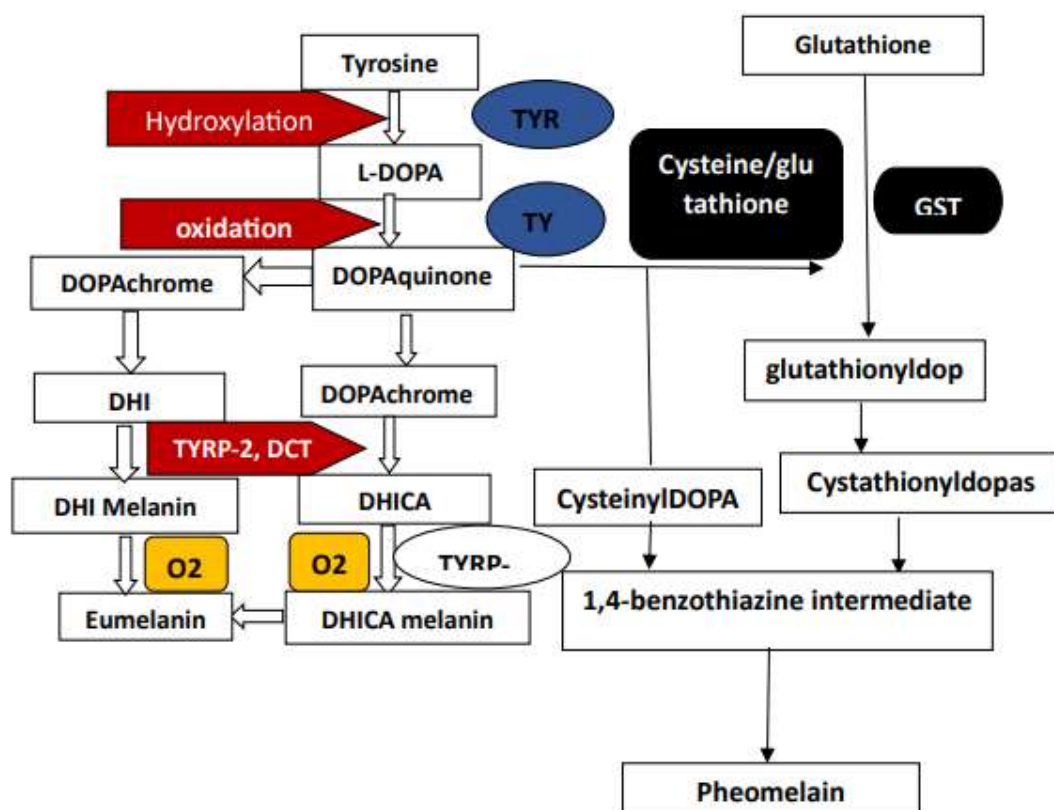 Tyrosine
Glutathione
Hydroxylation
TYR
L-DOPA
Cysteine/glu
tathione
GST
oxidation
TY
DOPAchrome
DOPAquinone
glutathionyldop
DHI
DOPAchrome
TYRP-2, DCT
Cystathionyldopas
DHI Melanin
DHICA
CysteinylDOPA
O2
O2
TYRP-
1,4-benzothiazine intermediate
Eumelanin
DHICA melanin
Pheomelain